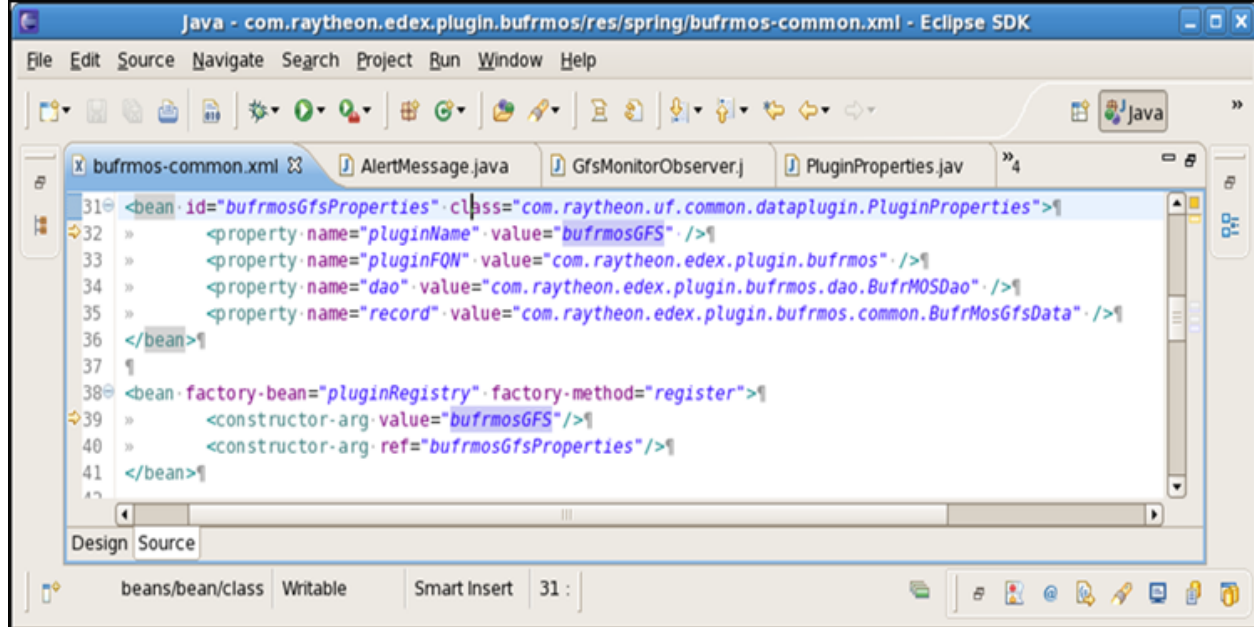 Java - com.raytheon.edex.plugin.bufrmos/res/spring/bufrmos-common.xml - Eclipse SDK
File Edit Source Navigate Search Project Run Window Help
Java »
bufrmos-common.xml AlertMessage.java GfsMonitorObserver.j PluginProperties.jav »4
31 <bean·id="bufrmosGfsProperties"·class="com.raytheon.uf.common.dataplugin.PluginProperties">¶
32 » <property·name="pluginName"·value="bufrmosGFS"·/>¶
33 » <property·name="pluginFQN"·value="com.raytheon.edex.plugin.bufrmos"·/>¶
34 » <property·name="dao"·value="com.raytheon.edex.plugin.bufrmos.dao.BufrMOSDao"·/>¶
35 » <property·name="record"·value="com.raytheon.edex.plugin.bufrmos.common.BufrMosGfsData"·/>¶
36 </bean>¶
37 ¶
38 <bean·factory-bean="pluginRegistry"·factory-method="register">¶
39 » <constructor-arg·value="bufrmosGFS"/>¶
40 » <constructor-arg·ref="bufrmosGfsProperties"/>¶
41 </bean>¶
42
Design Source
beans/bean/class Writable Smart Insert 31 :